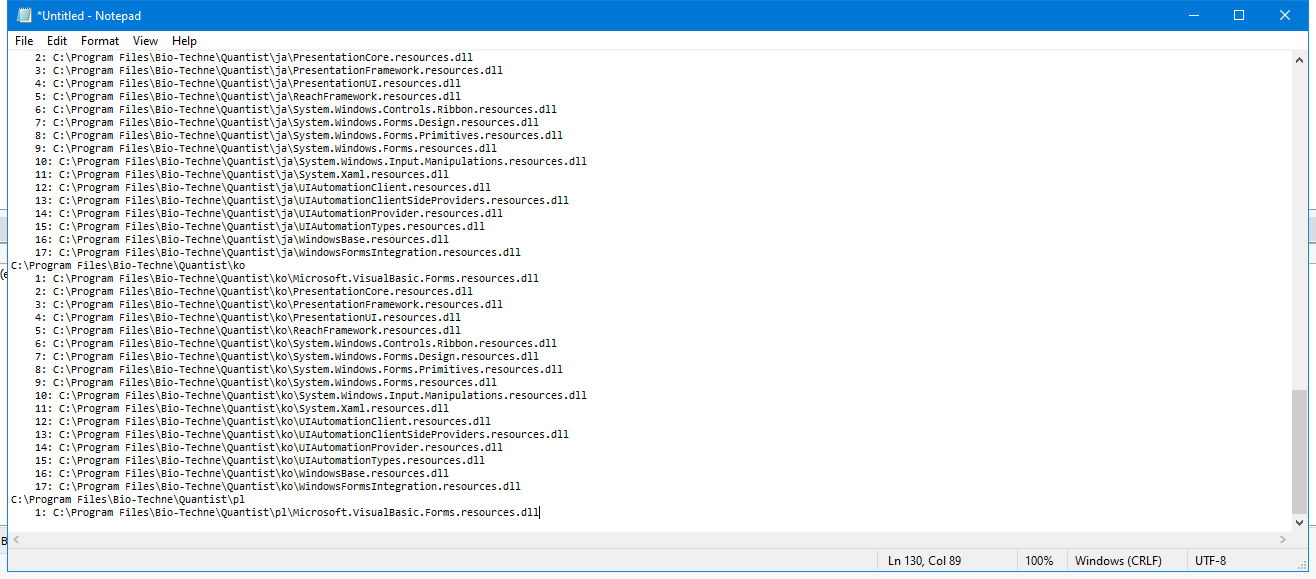 *Untitled - Notepad
File Edit Format View Help
2: C:\Program Files\Bio-Techne\Quantist\ja\PresentationCore.resources.dll
3: C:\Program Files\Bio-Techne\Quantist\ja\PresentationFramework.resources.dll
4: C:\Program Files\Bio-Techne\Quantist\ja\PresentationUI.resources.dll
5: C:\Program Files\Bio-Techne\Quantist\ja\ReachFramework.resources.dll
6: C:\Program Files\Bio-Techne\Quantist\ja\System.Windows.Controls.Ribbon.resources.dll
7: C:\Program Files\Bio-Techne\Quantist\ja\System.Windows.Forms.Design.resources.dll
8: C:\Program Files\Bio-Techne\Quantist\ja\System.Windows.Forms.Primitives.resources.dll
9: C:\Program Files\Bio-Techne\Quantist\ja\System.Windows.Forms.resources.dll
10: C:\Program Files\Bio-Techne\Quantist\ja\System.Windows.Input.Manipulations.resources.dll
11: C:\Program Files\Bio-Techne\Quantist\ja\System.Xaml.resources.dll
12: C:\Program Files\Bio-Techne\Quantist\ja\UIAutomationClient.resources.dll
13: C:\Program Files\Bio-Techne\Quantist\ja\UIAutomationClientSideProviders.resources.dll
14: C:\Program Files\Bio-Techne\Quantist\ja\UIAutomationProvider.resources.dll
15: C:\Program Files\Bio-Techne\Quantist\ja\UIAutomationTypes.resources.dll
16: C:\Program Files\Bio-Techne\Quantist\ja\WindowsBase.resources.dll
17: C:\Program Files\Bio-Techne\Quantist\ja\WindowsFormsIntegration.resources.dll
C:\Program Files\Bio-Techne\Quantist\ko
1: C:\Program Files\Bio-Techne\Quantist\ko\Microsoft.VisualBasic.Forms.resources.dll
2: C:\Program Files\Bio-Techne\Quantist\ko\PresentationCore.resources.dll
3: C:\Program Files\Bio-Techne\Quantist\ko\PresentationFramework.resources.dll
4: C:\Program Files\Bio-Techne\Quantist\ko\PresentationUI.resources.dll
5: C:\Program Files\Bio-Techne\Quantist\ko\ReachFramework.resources.dll
6: C:\Program Files\Bio-Techne\Quantist\ko\System.Windows.Controls.Ribbon.resources.dll
7: C:\Program Files\Bio-Techne\Quantist\ko\System.Windows.Forms.Design.resources.dll
8: C:\Program Files\Bio-Techne\Quantist\ko\System.Windows.Forms.Primitives.resources.dll
9: C:\Program Files\Bio-Techne\Quantist\ko\System.Windows.Forms.resources.dll
10: C:\Program Files\Bio-Techne\Quantist\ko\System.Windows.Input.Manipulations.resources.dll
11: C:\Program Files\Bio-Techne\Quantist\ko\System.Xaml.resources.dll
12: C:\Program Files\Bio-Techne\Quantist\ko\UIAutomationClient.resources.dll
13: C:\Program Files\Bio-Techne\Quantist\ko\UIAutomationClientSideProviders.resources.dll
14: C:\Program Files\Bio-Techne\Quantist\ko\UIAutomationProvider.resources.dll
15: C:\Program Files\Bio-Techne\Quantist\ko\UIAutomationTypes.resources.dll
16: C:\Program Files\Bio-Techne\Quantist\ko\WindowsBase.resources.dll
17: C:\Program Files\Bio-Techne\Quantist\ko\WindowsFormsIntegration.resources.dll
C:\Program Files\Bio-Techne\Quantist\pl
1: C:\Program Files\Bio-Techne\Quantist\pl\Microsoft.VisualBasic.Forms.resources.dll
Ln 130, Col 89 100% Windows (CRLF) UTF-8